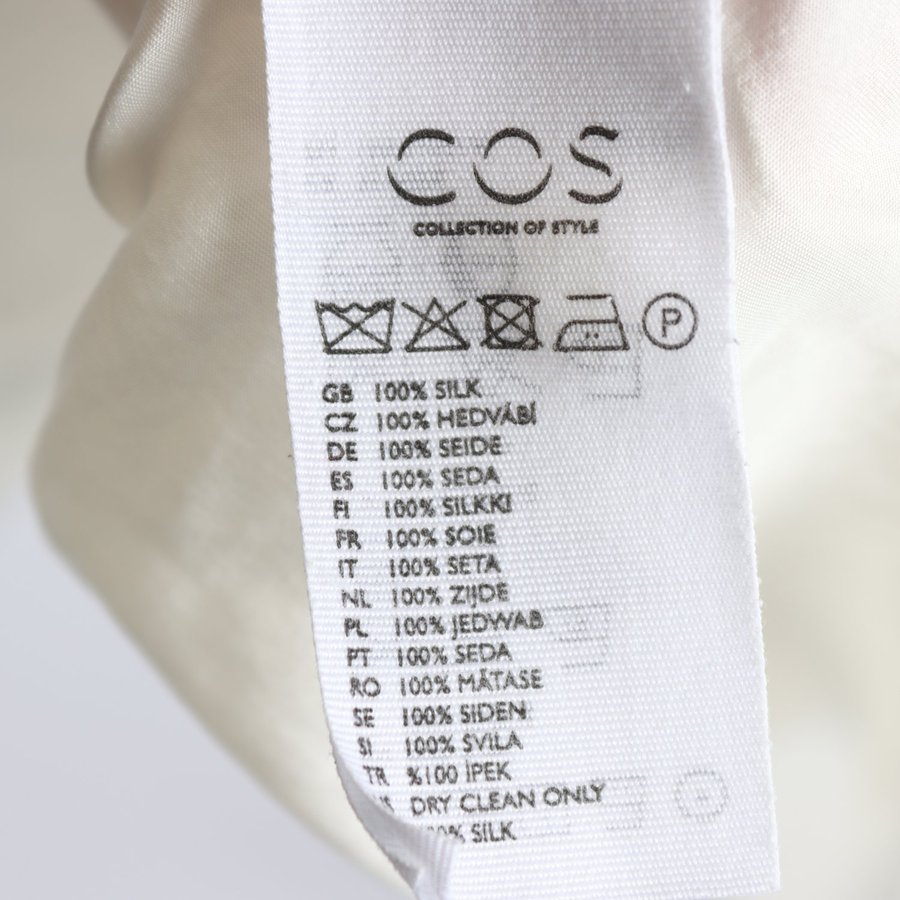 COS
COLLECTION OF STYLE
P
GB 100% SILK
CZ 100% HEDVÁBÍ
DE 100% SEIDE
ES 100% SEDA
FI 100% SILKKI
FR 100% SOIE
IT 100% SETA
NL 100% ZIJDE
PL 100% JEDWAB
PT 100% SEDA
RO 100% MĂTASE
SE 100% SIDEN
SI 100% SVILA
TR %100 İPEK
DRY CLEAN ONLY
SILK